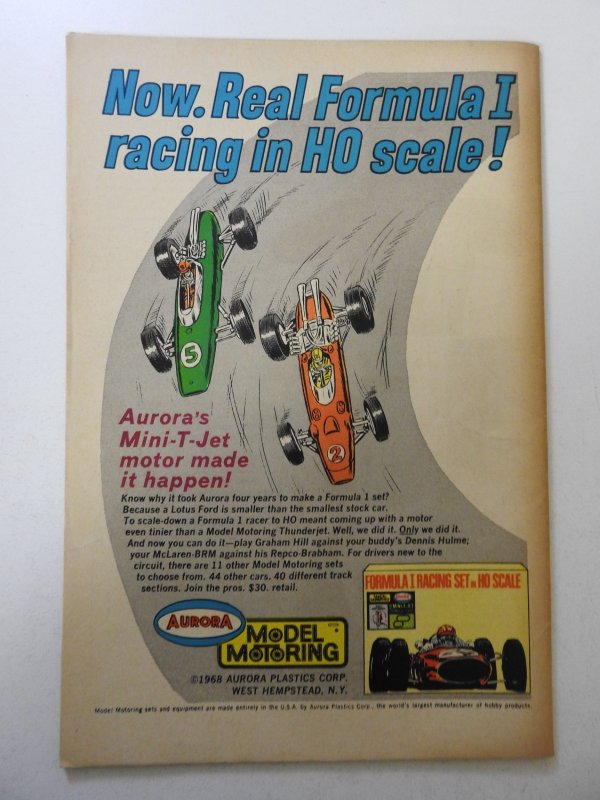 Now. Real Formula I
racing in HO scale!
5
2
Aurora's
Mini-T-Jet
motor made
it happen!
Know why it took Aurora four years to make a Formula 1 set?
Because a Lotus Ford is smaller than the smallest stock car.
To scale-down a Formula 1 racer to HO meant coming up with a motor
even tinier than a Model Motoring Thunderjet. Well, we did it. Only we did it.
And now you can do it—play Graham Hill against your buddy's Dennis Hulme;
your McLaren-BRM against his Repco-Brabham. For drivers new to the
circuit, there are 11 other Model Motoring sets
to choose from. 44 other cars. 40 different track
sections. Join the pros. $30. retail.
FORMULA I RACING SET IN HO SCALE
AURORA
MODEL
MOTORING
©1968 AURORA PLASTICS CORP.
WEST HEMPSTEAD, N.Y.
Model Motoring sets and equipment are made entirely in the U.S.A. by Aurora Plastics Corp., the world's largest manufacturer of hobby products.